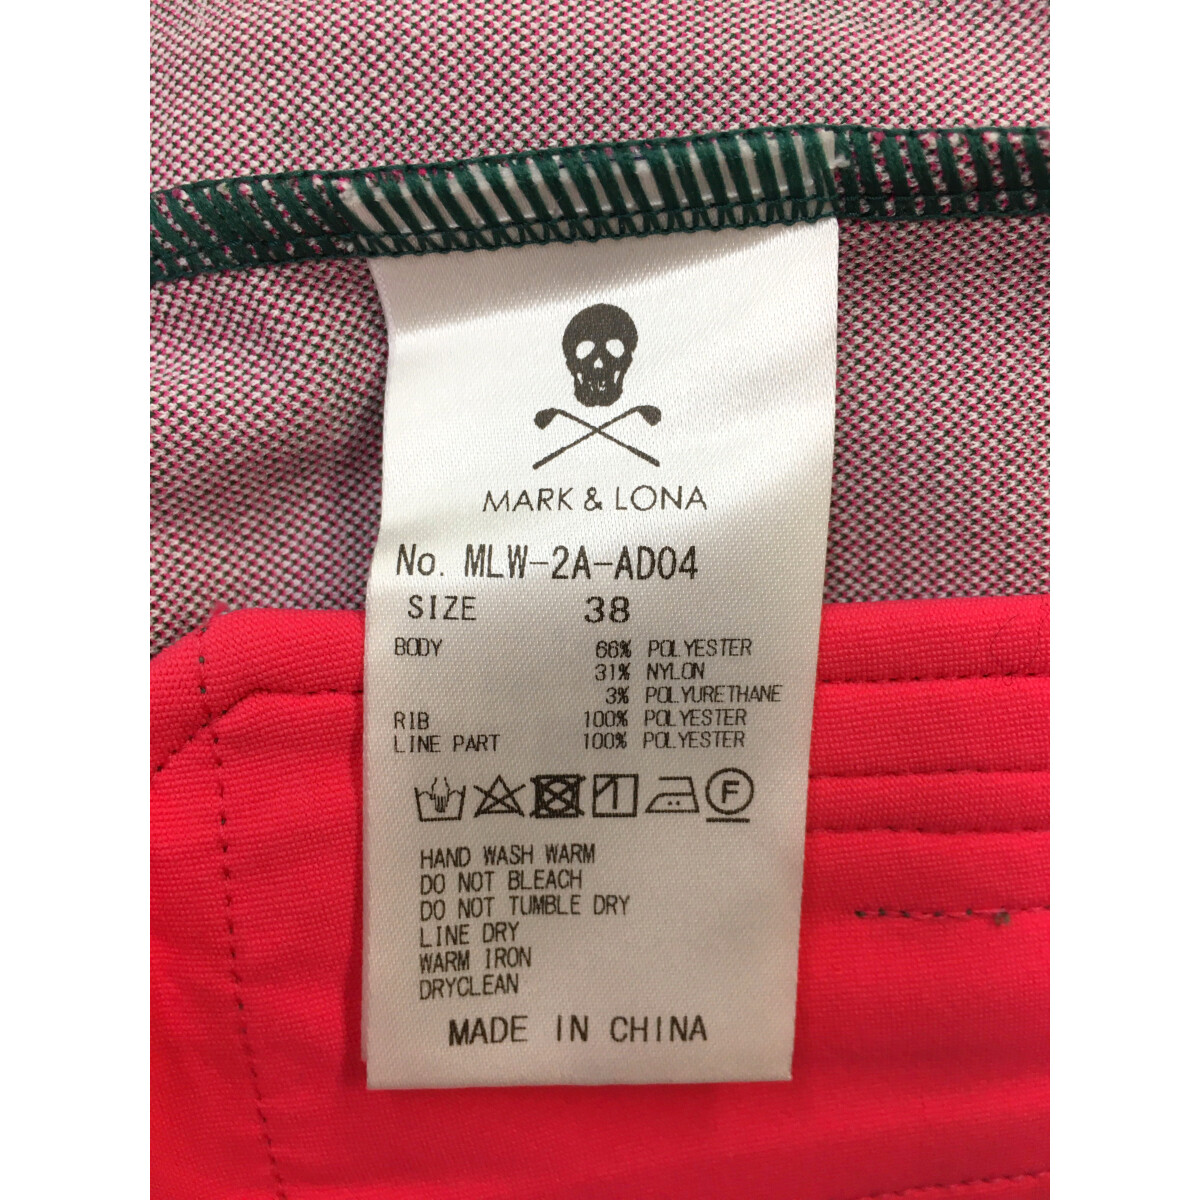 MARK & LONA
No. MLW-2A-AD04
SIZE 38
BODY 66% POLYESTER
31% NYLON
3% POLYURETHANE
RIB 100% POLYESTER
LINE PART 100% POLYESTER
F
HAND WASH WARM
DO NOT BLEACH
DO NOT TUMBLE DRY
LINE DRY
WARM IRON
DRYCLEAN
MADE IN CHINA